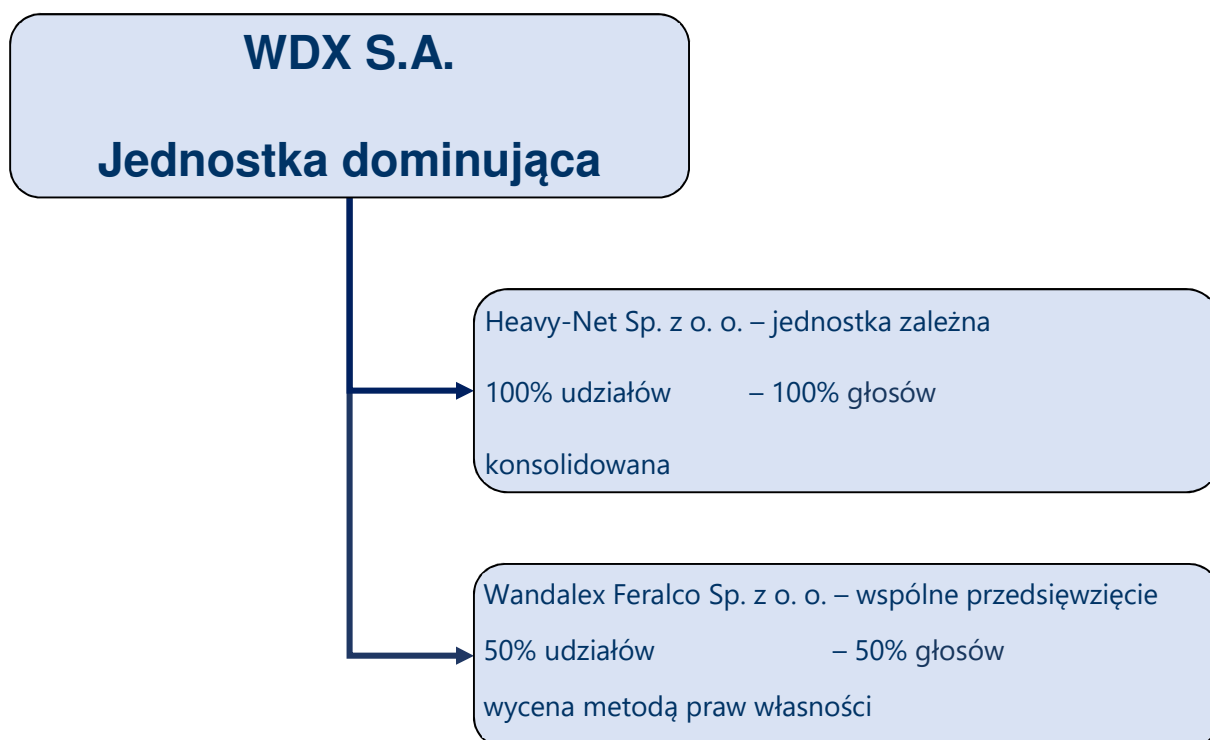 WDX S.A.
Jednostka dominująca
Heavy-Net Sp. z o. o. – jednostka zależna
100% udziałów – 100% głosów
konsolidowana
Wandalex Feralco Sp. z o. o. – wspólne przedsięwzięcie
50% udziałów – 50% głosów
wycena metodą praw własności